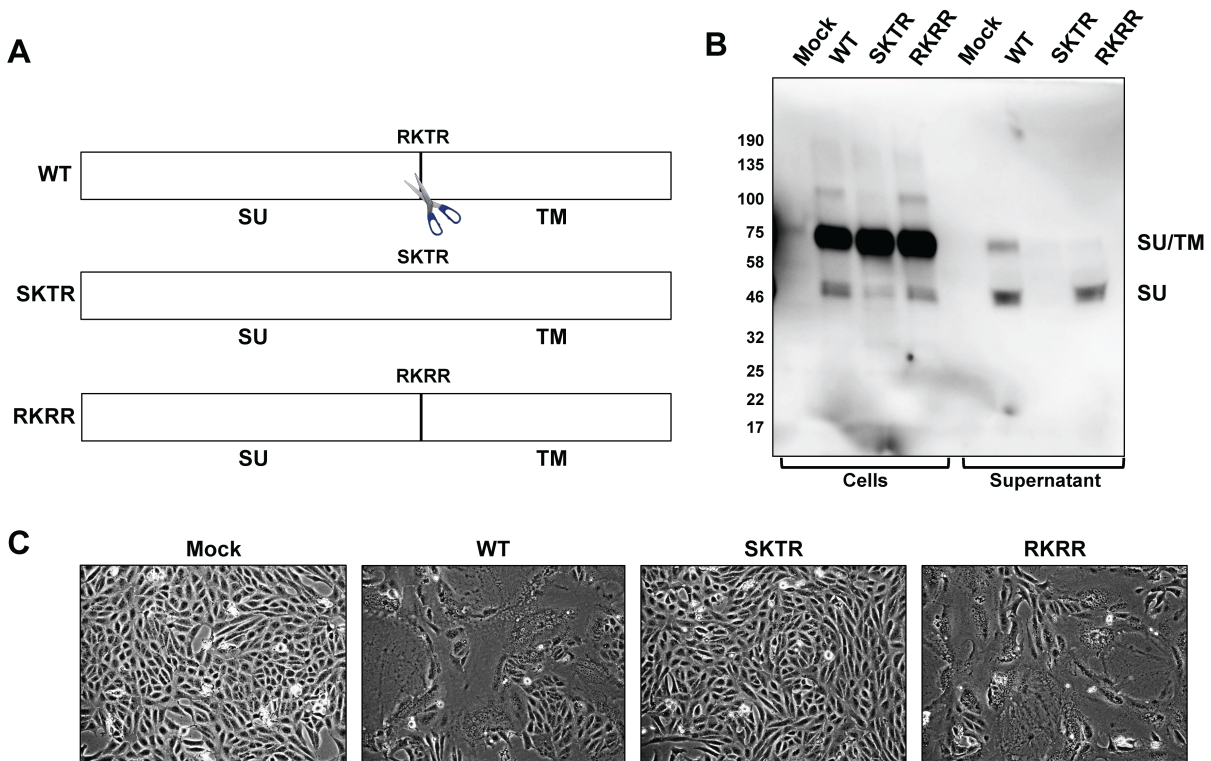 A
RKTR
WT
SU TM
SKTR
SKTR
SU TM
RKRR
RKRR
SU TM
B
Mock WT SKTR RKRR Mock WT SKTR RKRR
190
135
100
75
58
46
32
25
22
17
SU/TM
SU
Cells Supernatant
C
Mock WT SKTR RKRR